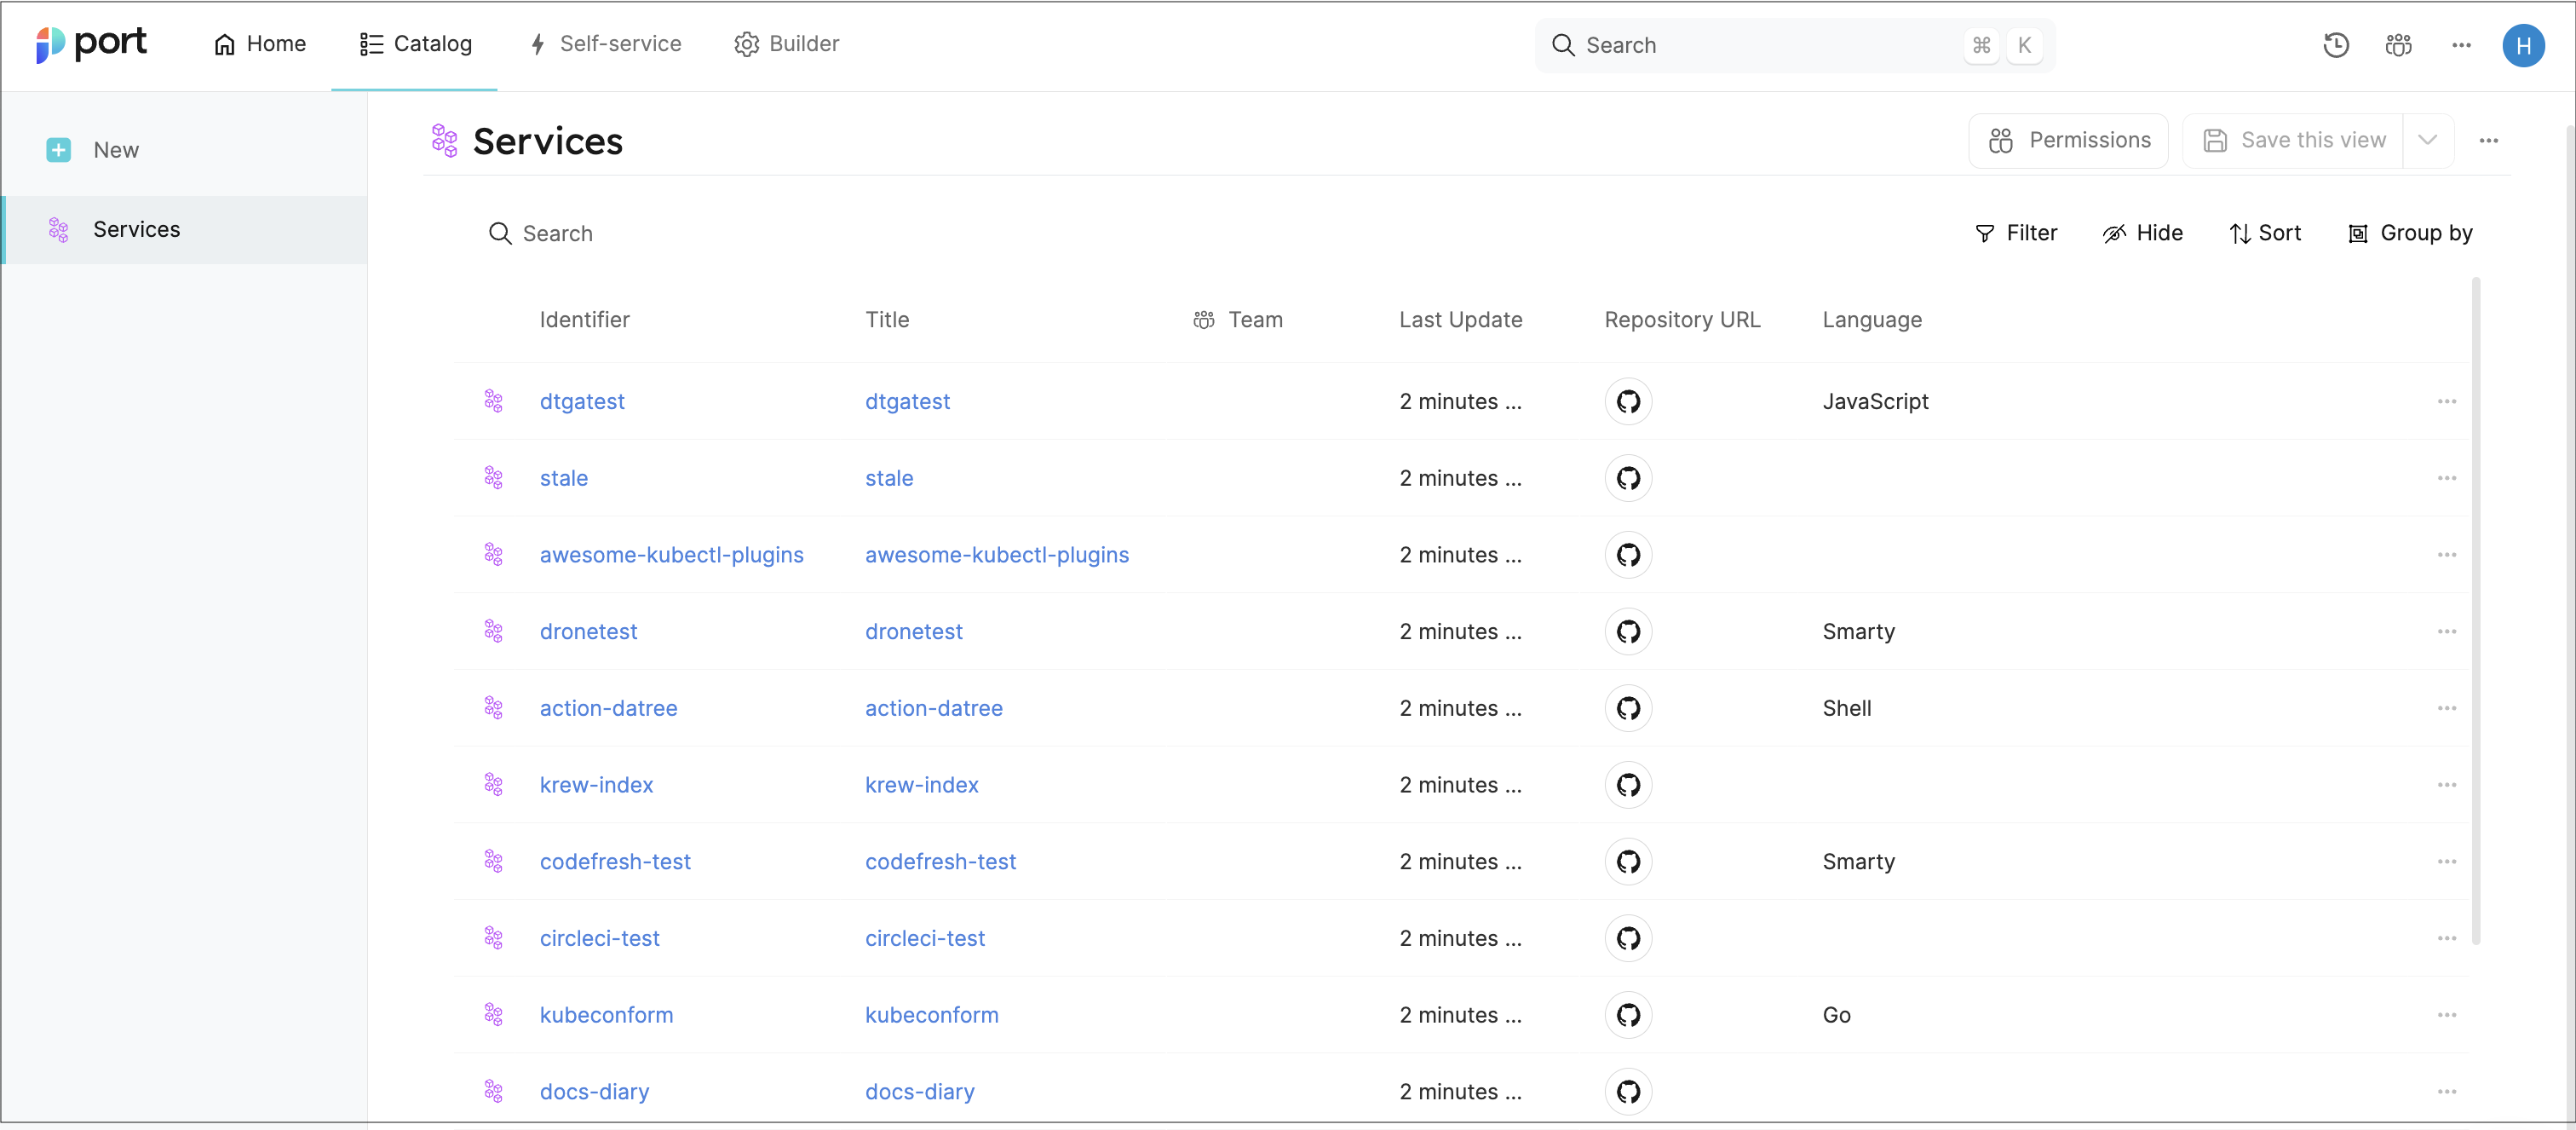 port Home Catalog Self-service Builder Search ⌘ K H
New
Services
Services Permissions Save this view
Search Filter Hide Sort Group by
Identifier Title Team Last Update Repository URL Language
dtgatest dtgatest 2 minutes ... JavaScript
stale stale 2 minutes ...
awesome-kubectl-plugins awesome-kubectl-plugins 2 minutes ...
dronetest dronetest 2 minutes ... Smarty
action-datree action-datree 2 minutes ... Shell
krew-index krew-index 2 minutes ...
codefresh-test codefresh-test 2 minutes ... Smarty
circleci-test circleci-test 2 minutes ...
kubeconform kubeconform 2 minutes ... Go
docs-diary docs-diary 2 minutes ...